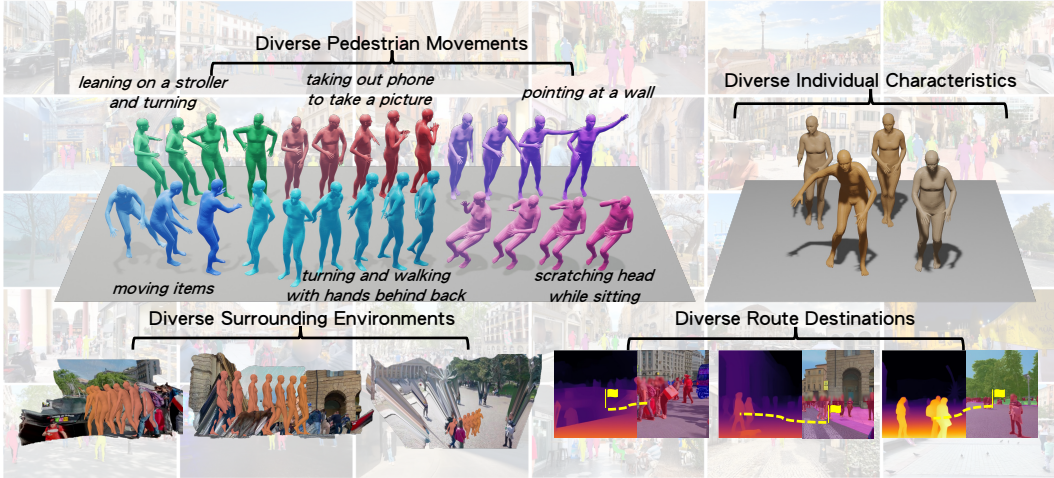 Diverse Pedestrian Movements
leaning on a stroller
and turning
taking out phone
to take a picture
pointing at a wall
moving items
turning and walking
with hands behind back
scratching head
while sitting
Diverse Individual Characteristics
Diverse Surrounding Environments
Diverse Route Destinations